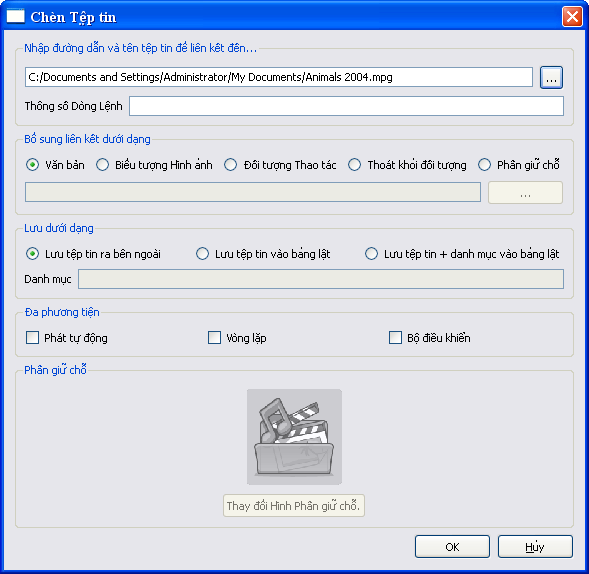 Chèn Tệp tin
Nhập đường dẫn và tên tệp tin để liên kết đến...
C:/Documents and Settings/Administrator/My Documents/Animals 2004.mpg
...
Thông số Dòng Lệnh
Bổ sung liên kết dưới dạng
Văn bản Biểu tượng Hình ảnh Đối tượng Thao tác Thoát khỏi đối tượng Phần giữ chỗ
...
Lưu dưới dạng
Lưu tệp tin ra bên ngoài Lưu tệp tin vào bảng lật Lưu tệp tin + danh mục vào bảng lật
Danh mục
Đa phương tiện
Phát tự động Vòng lặp Bộ điều khiển
Phần giữ chỗ
Thay đổi Hình Phần giữ chỗ.
OK Hủy